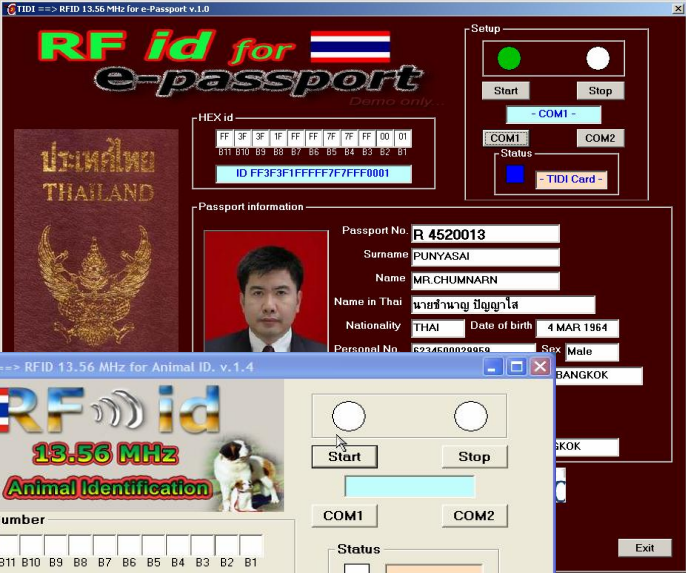 TIDI ==> RFID 13.56 MHz for e-Passport v.1.0
RF id for
e-passport
Demo only...
Setup
Start Stop
- COM1 -
COM1 COM2
Status
- TIDI Card -
HEX id
FF 3F 3F 1F FF FF 7F 7F FF 00 01
B11 B10 B9 B8 B7 B6 B5 B4 B3 B2 B1
ID FF3F3F1FFFFF7F7FFF0001
ประเทศไทย
THAILAND
Passport information
Passport No. R 4520013
Surname PUNYASAI
Name MR.CHUMNARN
Name in Thai นายชำนาญ ปัญญาใส
Nationality THAI Date of birth 4 MAR 1964
Personal No. Sex Male
BANGKOK
GKOK
Exit
==> RFID 13.56 MHz for Animal ID. v.1.4
RF id
13.56 MHz
Animal Identification
Start Stop
COM1 COM2
Status
umber
B11 B10 B9 B8 B7 B6 B5 B4 B3 B2 B1